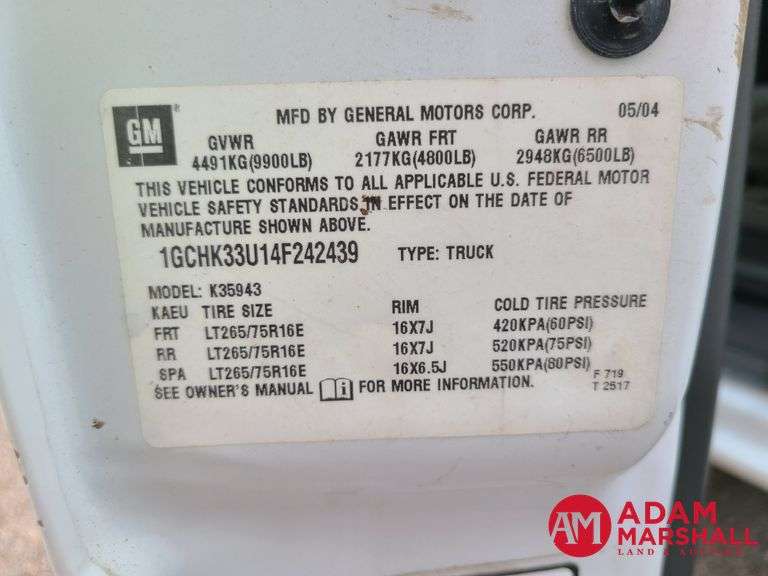 GM ®
MFD BY GENERAL MOTORS CORP. 05/04
GVWR GAWR FRT GAWR RR
4491KG(9900LB) 2177KG(4800LB) 2948KG(6500LB)
THIS VEHICLE CONFORMS TO ALL APPLICABLE U.S. FEDERAL MOTOR
VEHICLE SAFETY STANDARDS IN EFFECT ON THE DATE OF
MANUFACTURE SHOWN ABOVE.
1GCHK33U14F242439 TYPE: TRUCK
MODEL: K35943
KAEU TIRE SIZE RIM COLD TIRE PRESSURE
FRT LT265/75R16E 16X7J 420KPA(60PSI)
RR LT265/75R16E 16X7J 520KPA(75PSI)
SPA LT265/75R16E 16X6.5J 550KPA(80PSI)
SEE OWNER'S MANUAL i FOR MORE INFORMATION.
F 719
T 2517
AM ADAM
MARSHALL
LAND & AUCTION